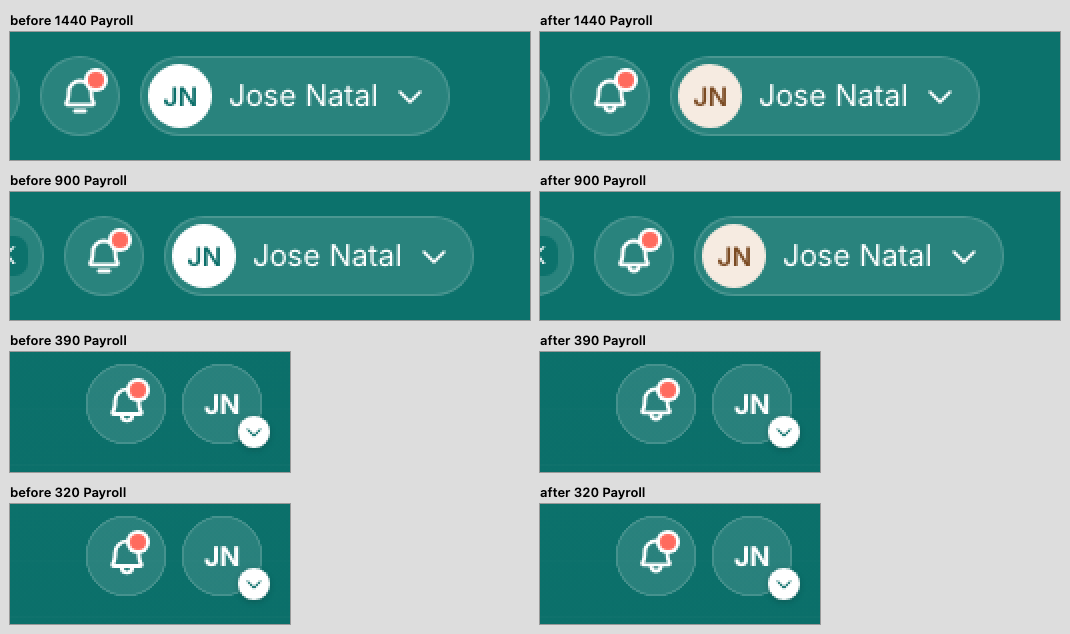 before 1440 Payroll
after 1440 Payroll
JN Jose Natal
JN Jose Natal
before 900 Payroll
after 900 Payroll
JN Jose Natal
JN Jose Natal
before 390 Payroll
after 390 Payroll
JN
JN
before 320 Payroll
after 320 Payroll
JN
JN